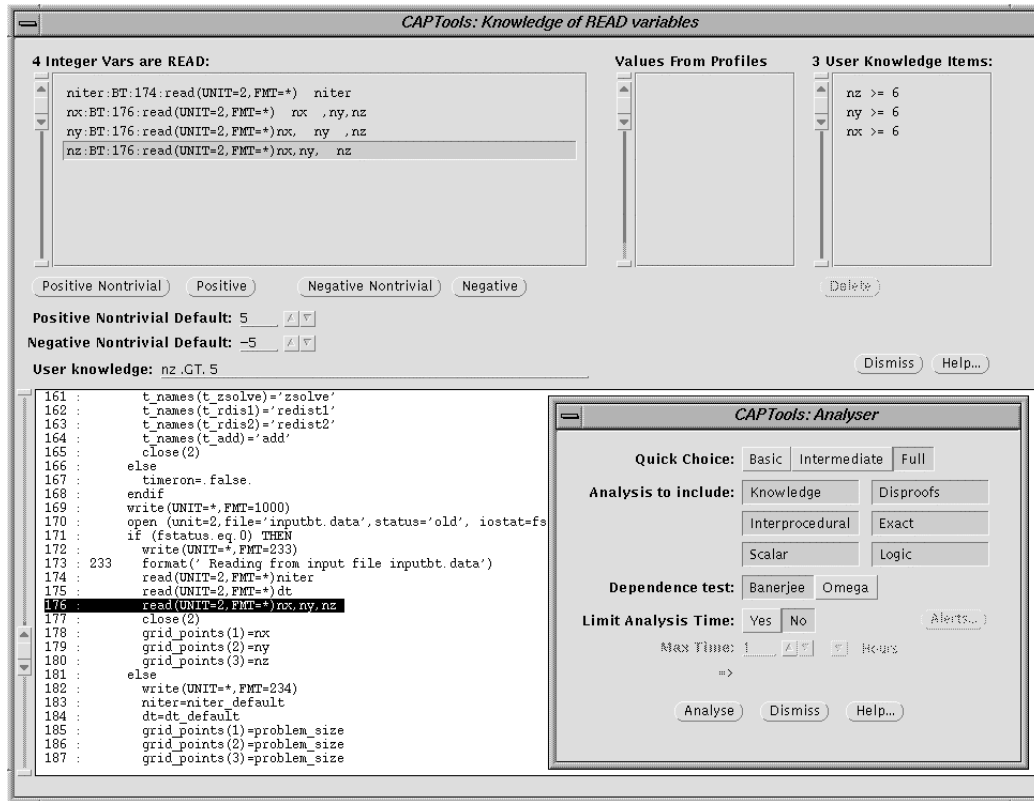 CAPTools: Knowledge of READ variables
4 Integer Vars are READ:
Values From Profiles
3 User Knowledge Items:
niter:BT:174:read(UNIT=2,FMT=*)  niter
nx:BT:176:read(UNIT=2,FMT=*)  nx  ,ny,nz
ny:BT:176:read(UNIT=2,FMT=*)nx,  ny  ,nz
nz:BT:176:read(UNIT=2,FMT=*)nx,ny,  nz
nz >= 6
ny >= 6
nx >= 6
Positive Nontrivial
Positive
Negative Nontrivial
Negative
Delete
Positive Nontrivial Default: 5
Negative Nontrivial Default: -5
User knowledge: nz .GT. 5
Dismiss
Help...
161 :         t_names(t_zsolve)='zsolve'
162 :         t_names(t_rdis1)='redist1'
163 :         t_names(t_rdis2)='redist2'
164 :         t_names(t_add)='add'
165 :         close(2)
166 :       else
167 :         timeron=.false.
168 :       endif
169 :       write(UNIT=*,FMT=1000)
170 :       open (unit=2,file='inputbt.data',status='old', iostat=fs
171 :       if (fstatus.eq.0) THEN
172 :         write(UNIT=*,FMT=233)
173 : 233     format(' Reading from input file inputbt.data')
174 :         read(UNIT=2,FMT=*)niter
175 :         read(UNIT=2,FMT=*)dt
176 :         read(UNIT=2,FMT=*)nx,ny,nz
177 :         close(2)
178 :         grid_points(1)=nx
179 :         grid_points(2)=ny
180 :         grid_points(3)=nz
181 :       else
182 :         write(UNIT=*,FMT=234)
183 :         niter=niter_default
184 :         dt=dt_default
185 :         grid_points(1)=problem_size
186 :         grid_points(2)=problem_size
187 :         grid_points(3)=problem_size
CAPTools: Analyser
Quick Choice: Basic Intermediate Full
Analysis to include: Knowledge Disproofs
Interprocedural Exact
Scalar Logic
Dependence test: Banerjee Omega
Limit Analysis Time: Yes No
Alerts...
Max Time: 1 Hours
=>
Analyse
Dismiss
Help...